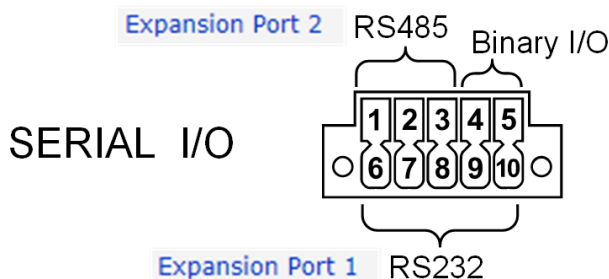 Expansion Port 2 RS485 Binary I/O
SERIAL I/O
1 2 3 4 5
6 7 8 9 10
Expansion Port 1 RS232